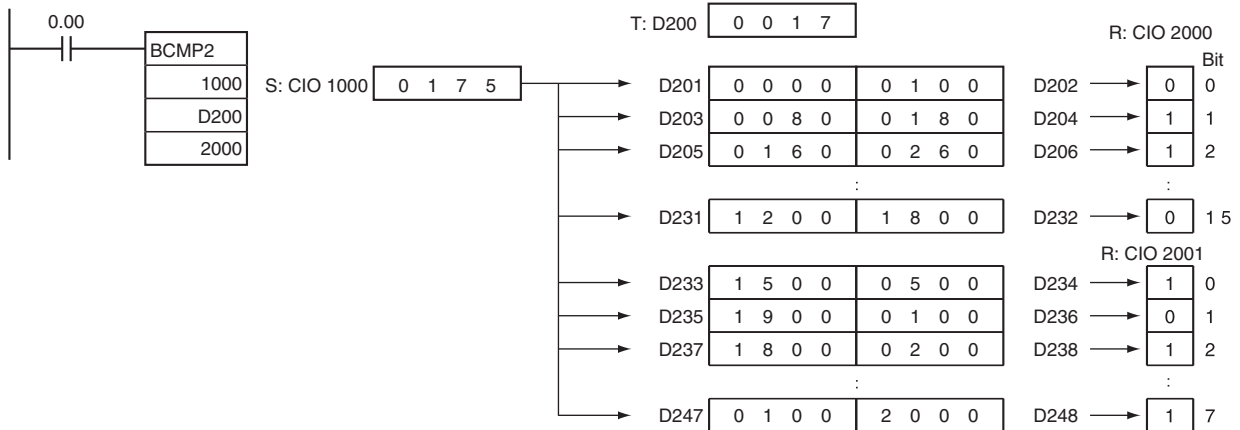 0.00
BCMP2
1000
D200
2000
S: CIO 1000 0 1 7 5
T: D200 0 0 1 7
R: CIO 2000
Bit
D201 0 0 0 0 0 1 0 0 D202 0 0
D203 0 0 8 0 0 1 8 0 D204 1 1
D205 0 1 6 0 0 2 6 0 D206 1 2
: :
D231 1 2 0 0 1 8 0 0 D232 0 1 5
R: CIO 2001
D233 1 5 0 0 0 5 0 0 D234 1 0
D235 1 9 0 0 0 1 0 0 D236 0 1
D237 1 8 0 0 0 2 0 0 D238 1 2
: :
D247 0 1 0 0 2 0 0 0 D248 1 7